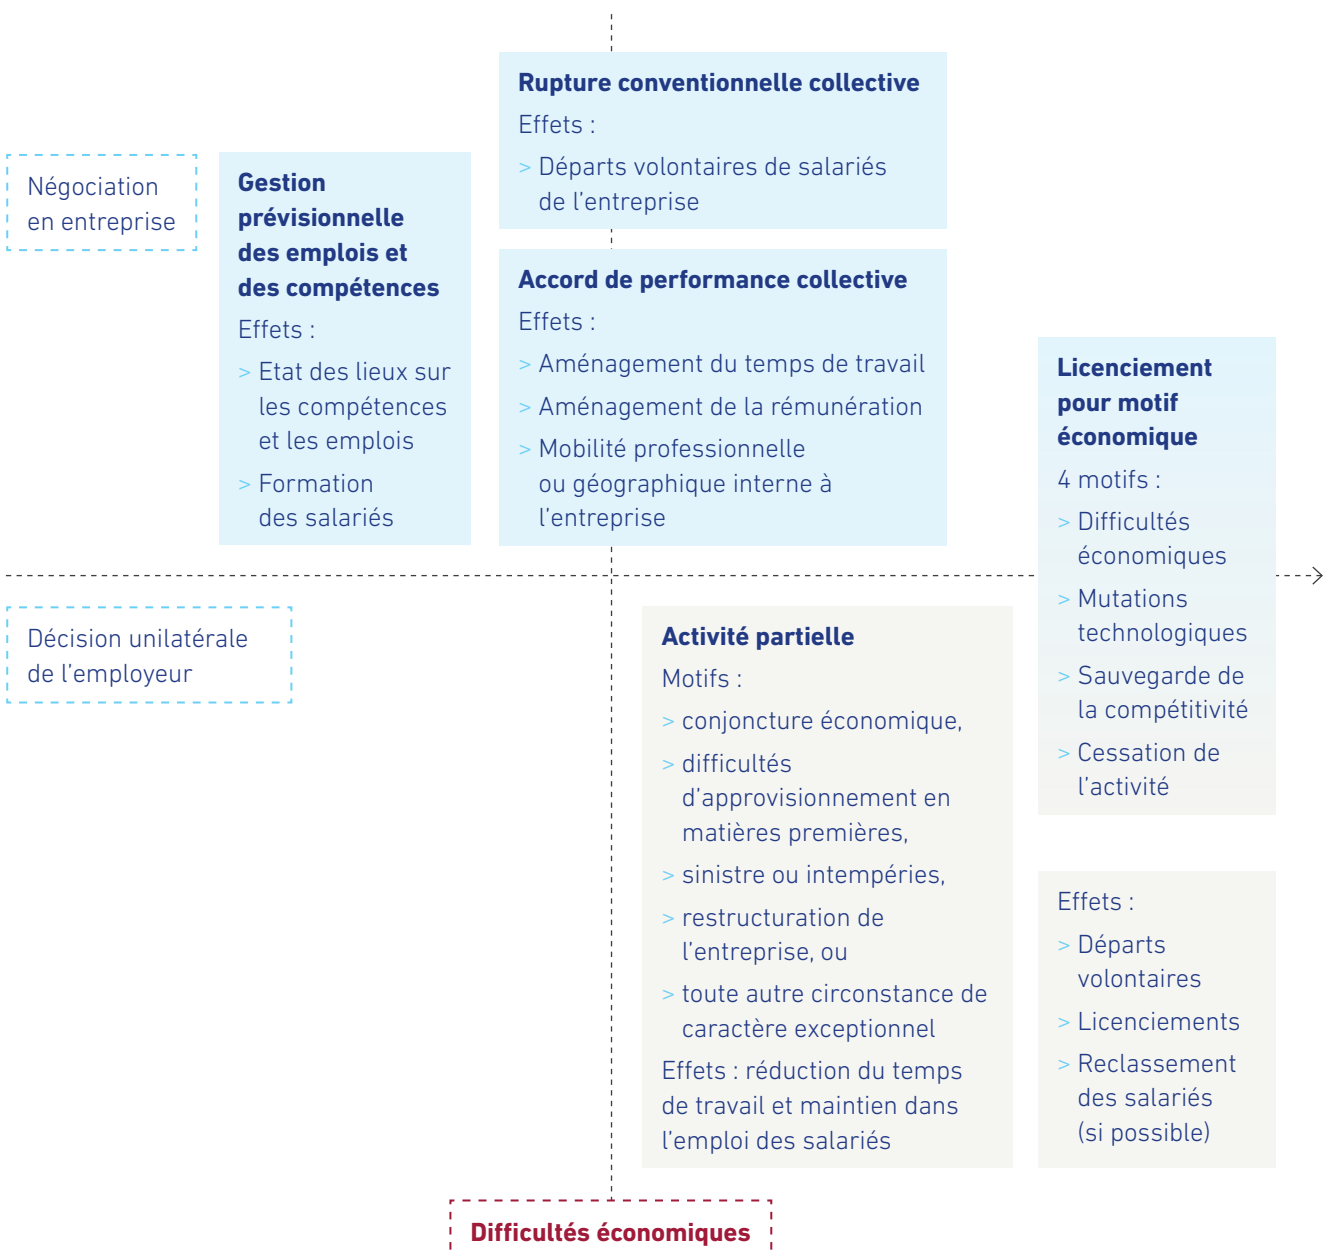 Rupture conventionnelle collective
Effets :
> Départs volontaires de salariés
de l’entreprise
Négociation
en entreprise
Gestion
prévisionnelle
des emplois et
des compétences
Effets :
> Etat des lieux sur
les compétences
et les emplois
> Formation
des salariés
Accord de performance collective
Effets :
> Aménagement du temps de travail
> Aménagement de la rémunération
> Mobilité professionnelle
ou géographique interne à
l’entreprise
Licenciement
pour motif
économique
4 motifs :
> Difficultés
économiques
> Mutations
technologiques
> Sauvegarde de
la compétitivité
> Cessation de
l’activité
Décision unilatérale
de l’employeur
Activité partielle
Motifs :
> conjoncture économique,
> difficultés
d’approvisionnement en
matières premières,
> sinistre ou intempéries,
> restructuration de
l’entreprise, ou
> toute autre circonstance de
caractère exceptionnel
Effets : réduction du temps
de travail et maintien dans
l’emploi des salariés
Effets :
> Départs
volontaires
> Licenciements
> Reclassement
des salariés
(si possible)
Difficultés économiques